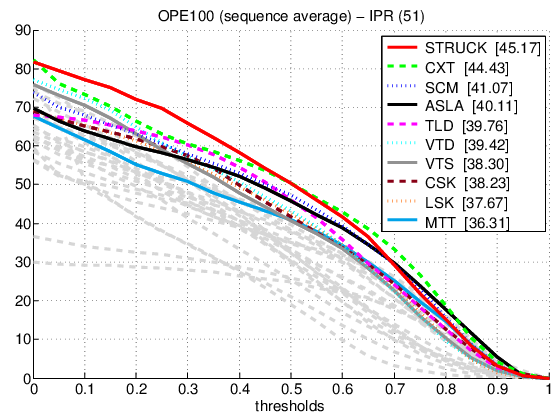 OPE100 (sequence average) − IPR (51)
90
80
70
60
50
40
30
20
10
0
0 0.1 0.2 0.3 0.4 0.5 0.6 0.7 0.8 0.9 1
thresholds
STRUCK [45.17]
CXT [44.43]
SCM [41.07]
ASLA [40.11]
TLD [39.76]
VTD [39.42]
VTS [38.30]
CSK [38.23]
LSK [37.67]
MTT [36.31]